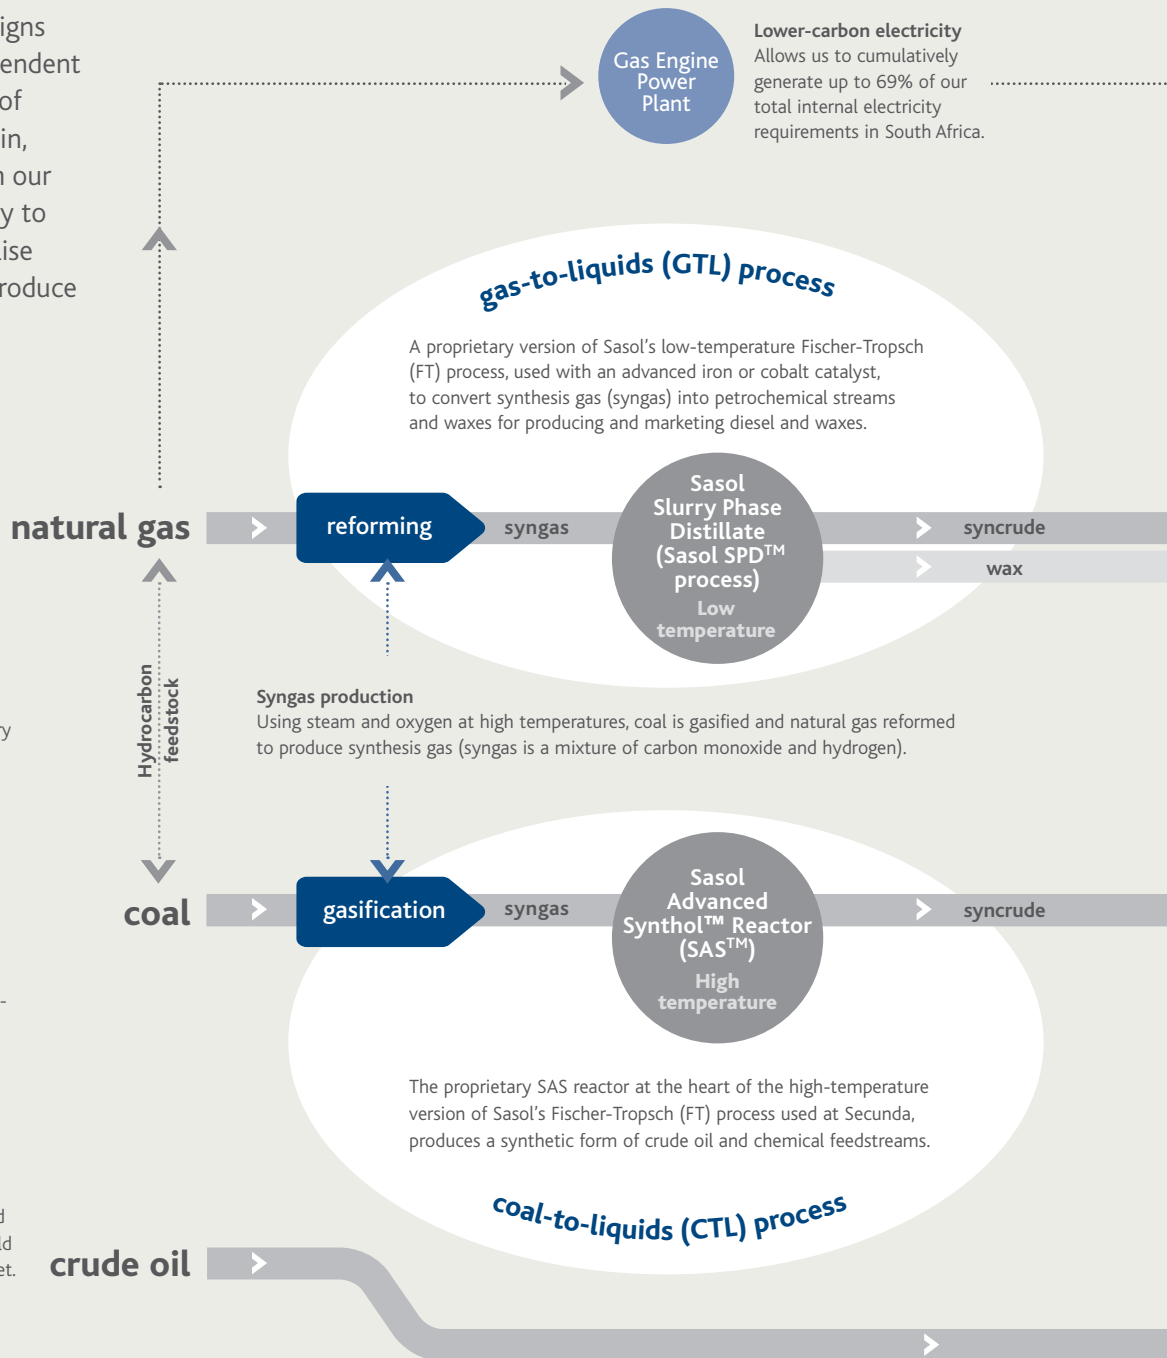 igns
endent
of
in,
n our
y to
ise
roduce
Gas Engine
Power
Plant
Lower-carbon electricity
Allows us to cumulatively
generate up to 69% of our
total internal electricity
requirements in South Africa.
gas-to-liquids (GTL) process
A proprietary version of Sasol’s low-temperature Fischer-Tropsch
(FT) process, used with an advanced iron or cobalt catalyst,
to convert synthesis gas (syngas) into petrochemical streams
and waxes for producing and marketing diesel and waxes.
natural gas
reforming
syngas
Sasol
Slurry Phase
Distillate
(Sasol SPD™
process)
Low
temperature
syncrude
wax
Hydrocarbon
feedstock
ry
Syngas production
Using steam and oxygen at high temperatures, coal is gasified and natural gas reformed
to produce synthesis gas (syngas is a mixture of carbon monoxide and hydrogen).
coal
gasification
syngas
Sasol
Advanced
Synthol™ Reactor
(SAS™)
High
temperature
syncrude
-
The proprietary SAS reactor at the heart of the high-temperature
version of Sasol’s Fischer-Tropsch (FT) process used at Secunda,
produces a synthetic form of crude oil and chemical feedstreams.
coal-to-liquids (CTL) process
d
ld
et.
crude oil